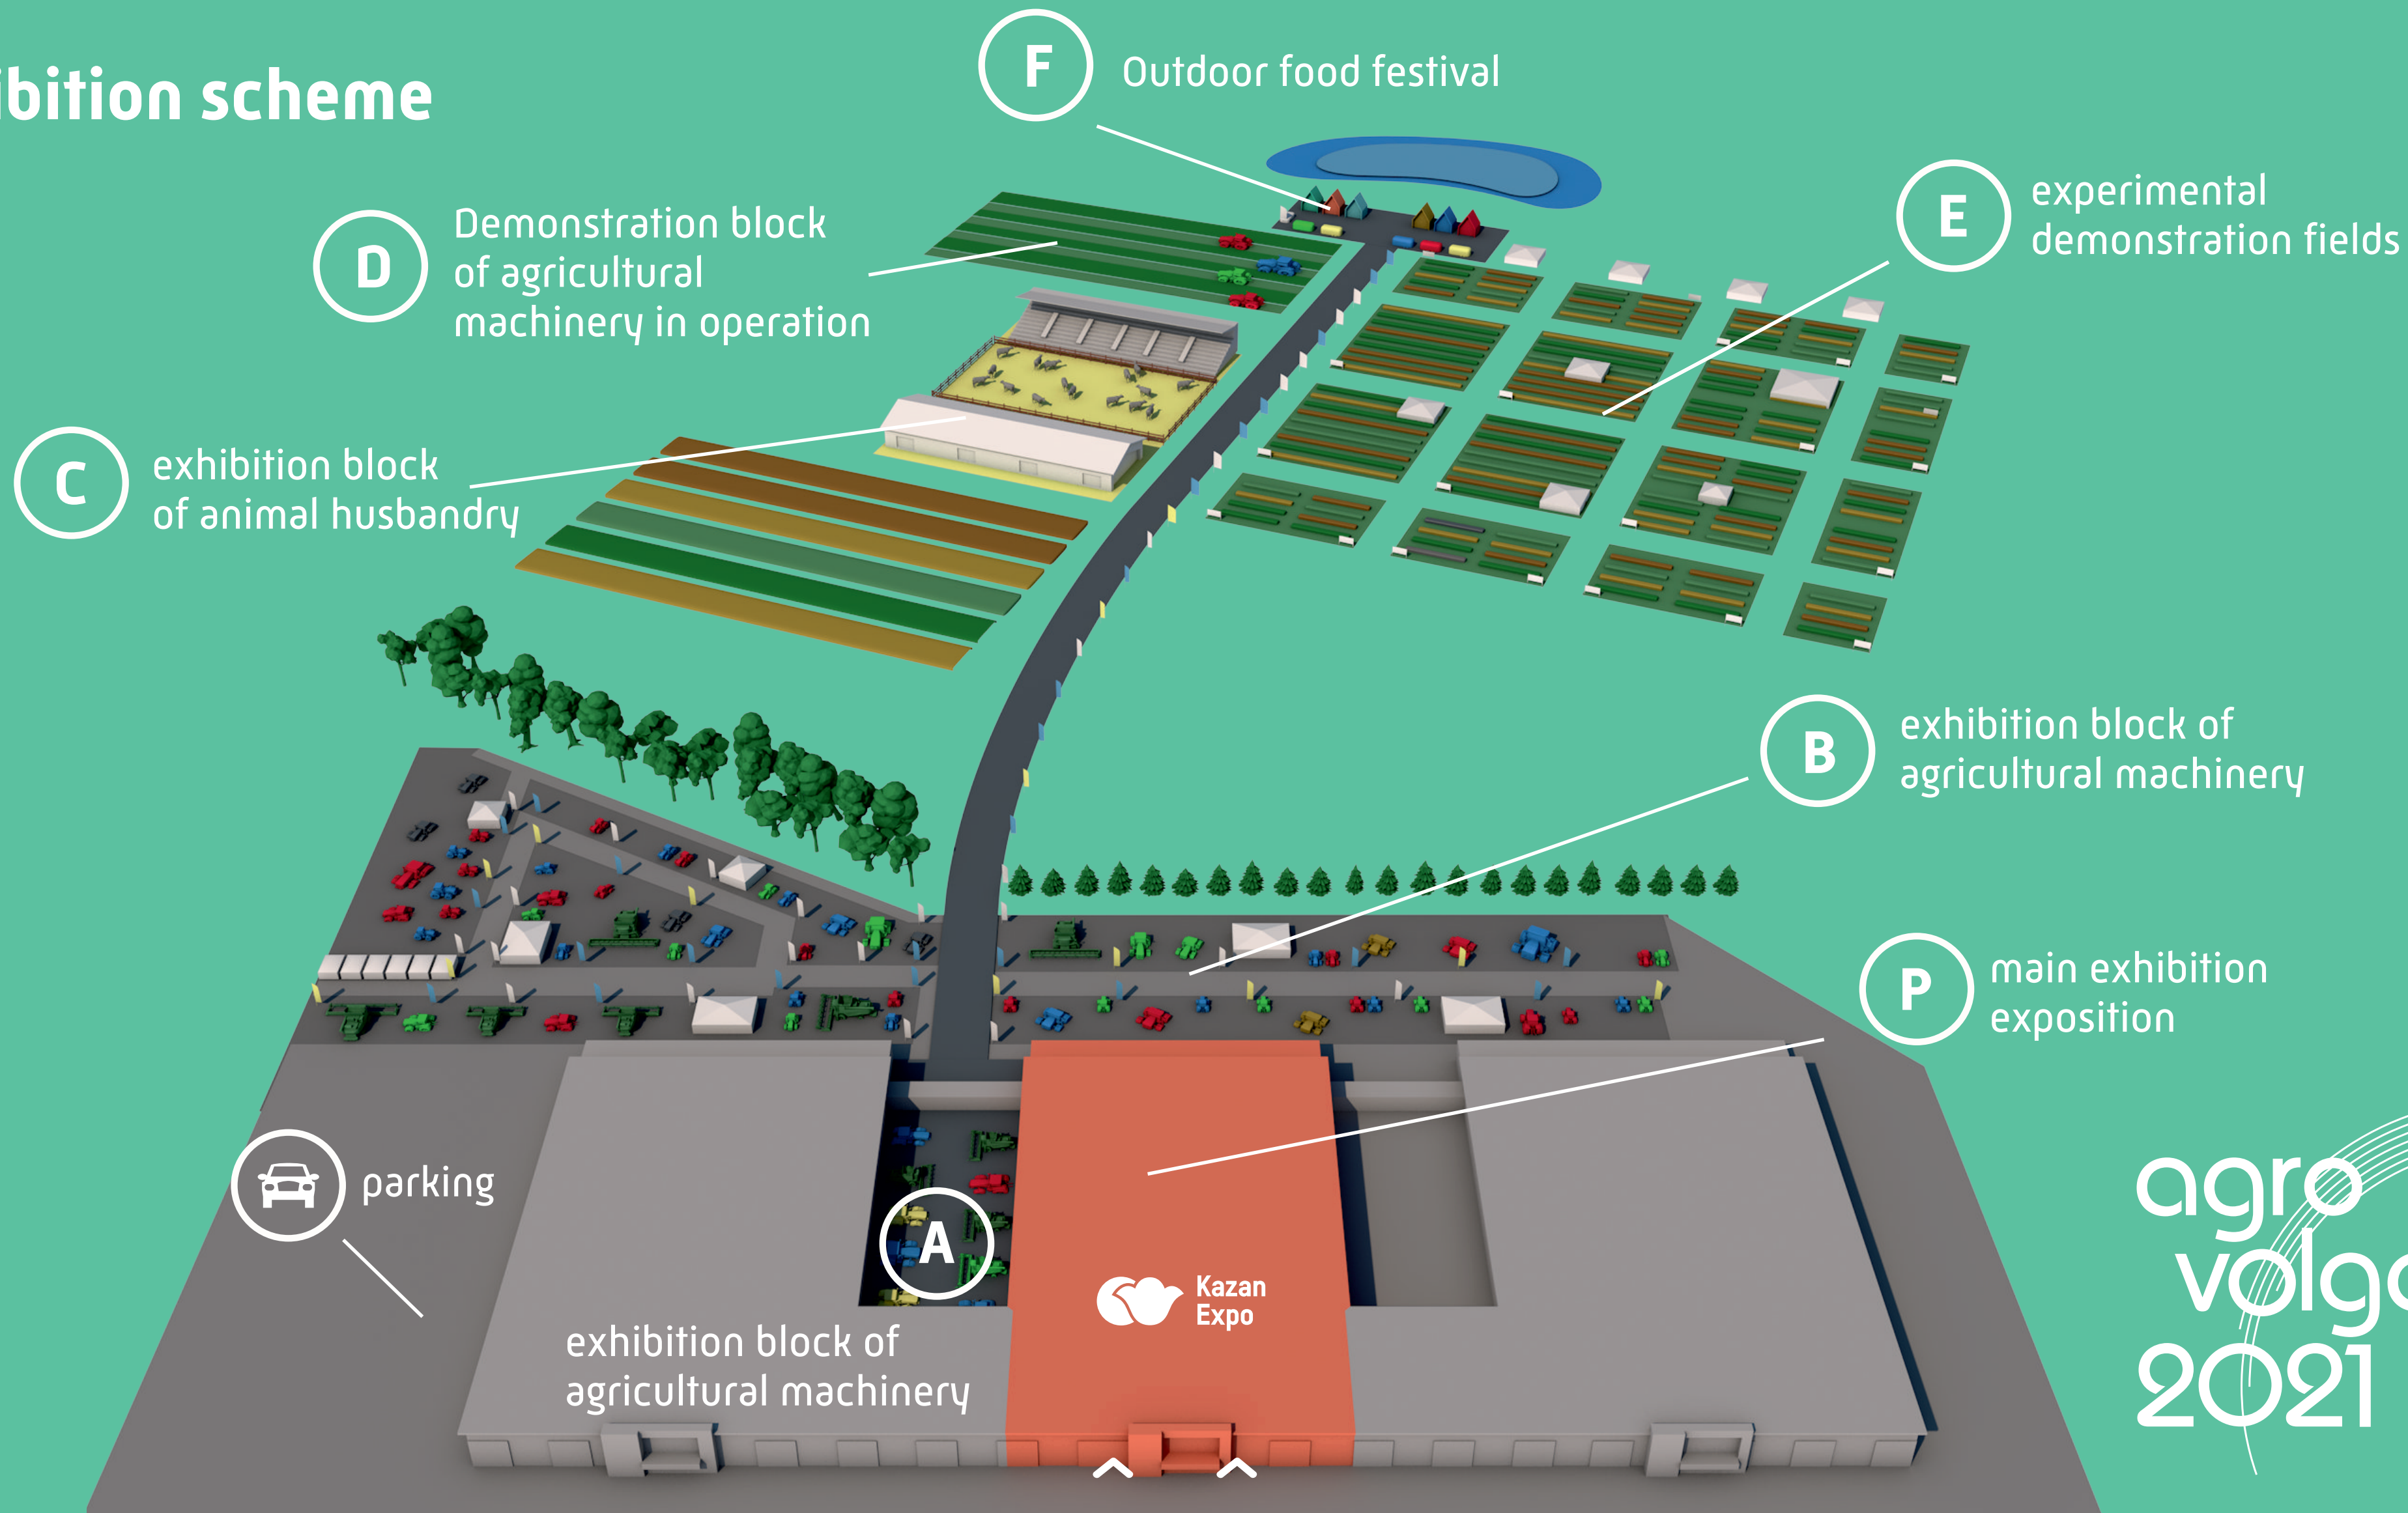 ibition scheme
F
Outdoor food festival
D
Demonstration block
of agricultural
machinery in operation
E
experimental
demonstration fields
C
exhibition block
of animal husbandry
B
exhibition block of
agricultural machinery
P
main exhibition
exposition
parking
A
exhibition block of
agricultural machinery
Kazan
Expo
agro
volga
2021